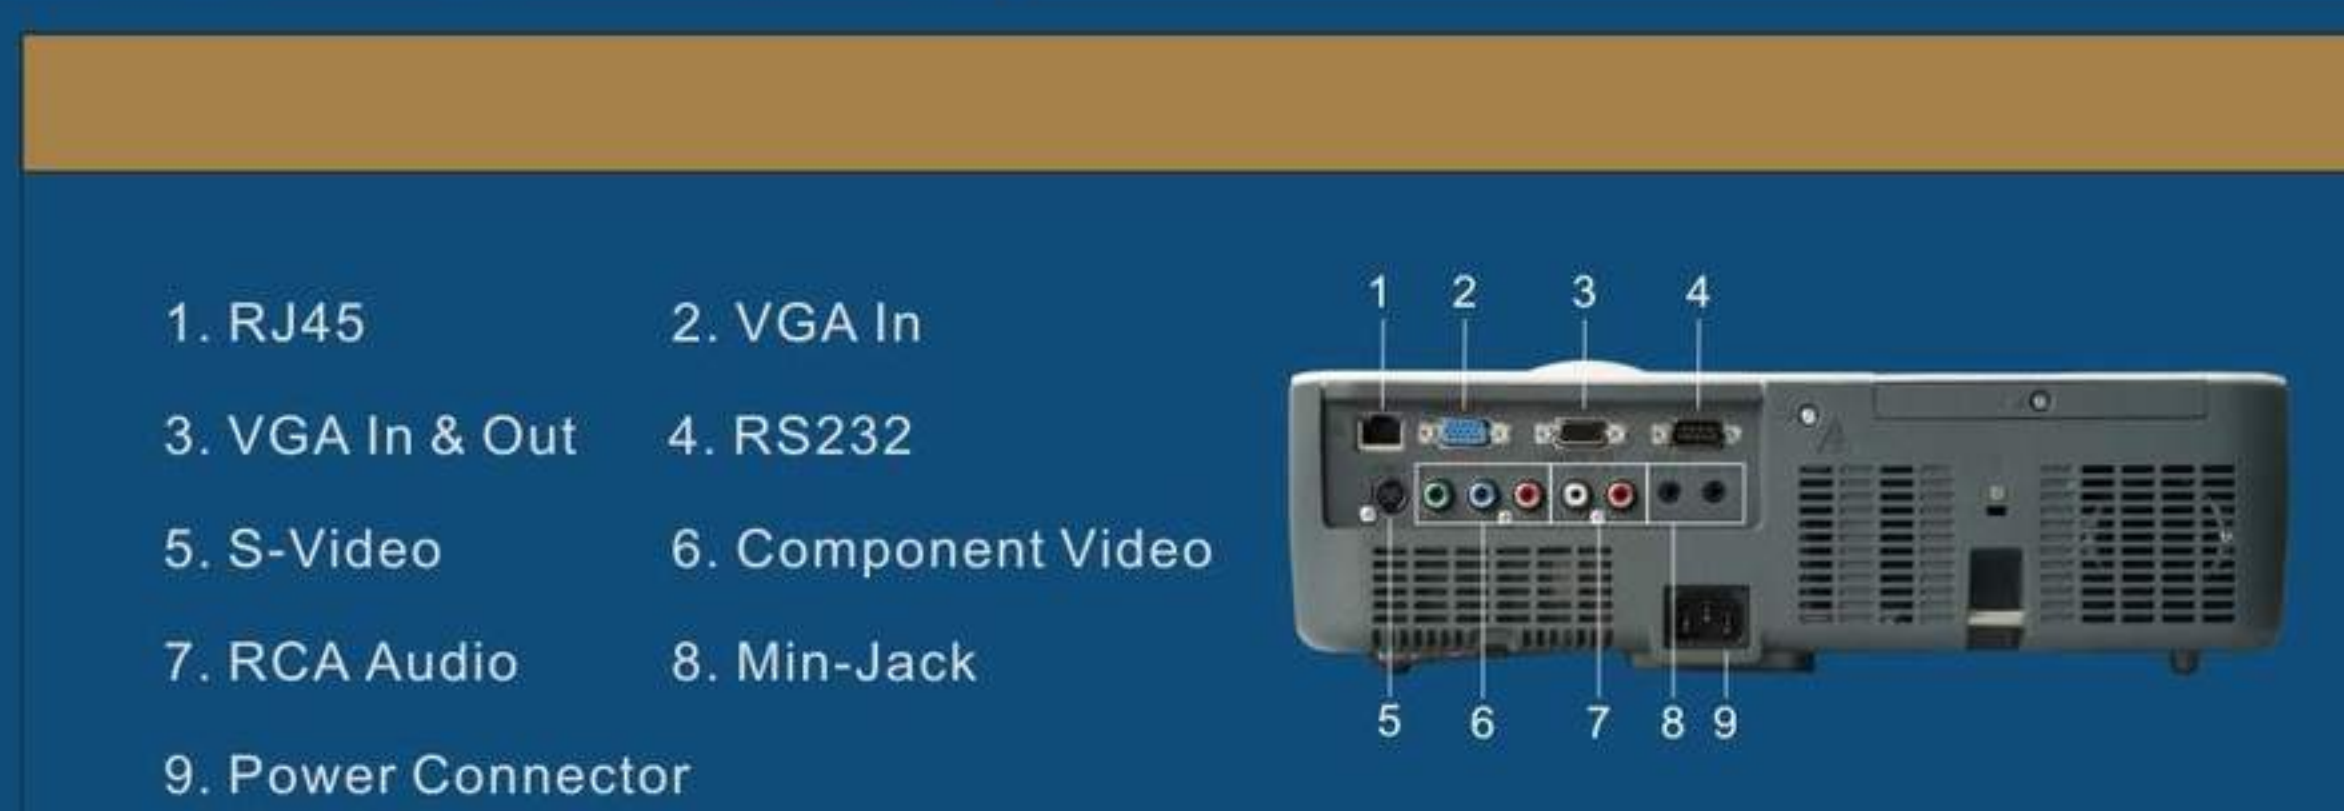 1. RJ45 2. VGA In
3. VGA In & Out 4. RS232
5. S-Video 6. Component Video
7. RCA Audio 8. Min-Jack
9. Power Connector
1 2 3 4
5 6 7 8 9